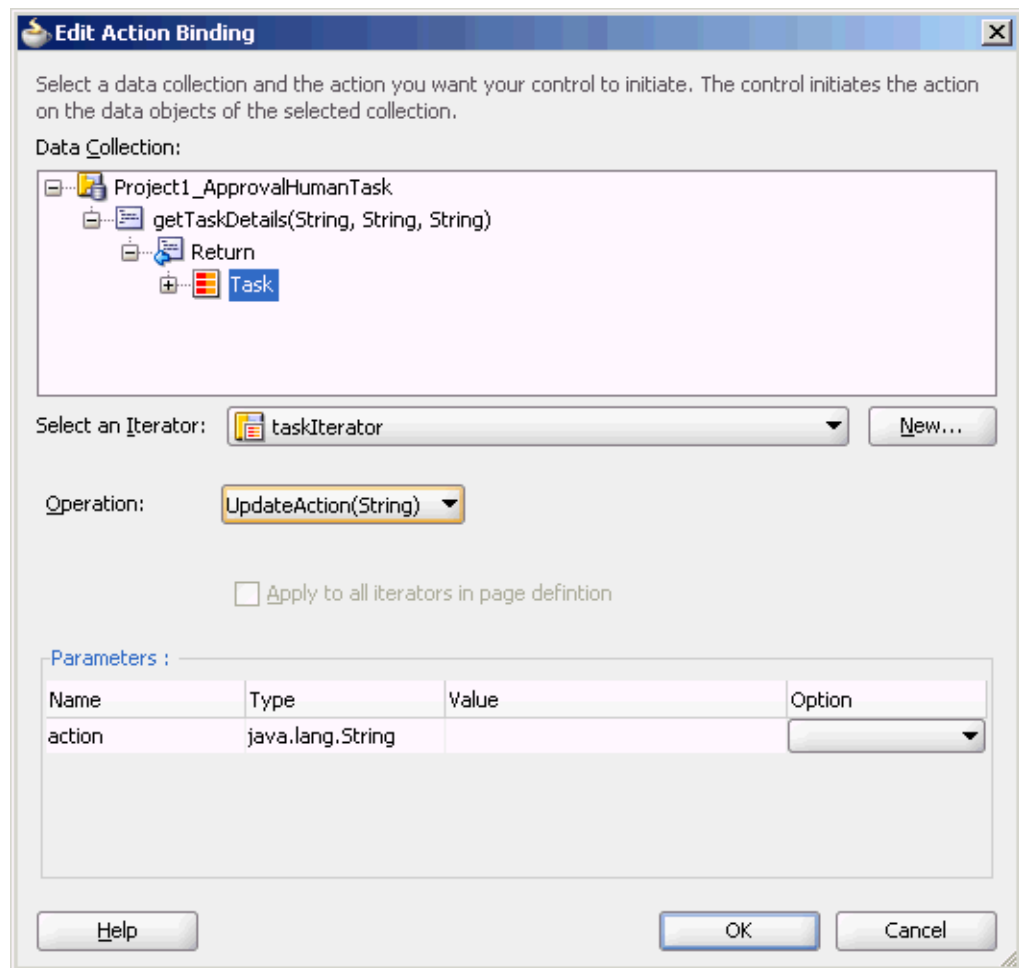 Edit Action Binding
Select a data collection and the action you want your control to initiate. The control initiates the action
on the data objects of the selected collection.
Data Collection:
Project1_ApprovalHumanTask
getTaskDetails(String, String, String)
Return
Task
Select an Iterator: taskIterator New...
Operation: UpdateAction(String)
Apply to all iterators in page defintion
Parameters :
Name Type Value Option
action java.lang.String
Help OK Cancel